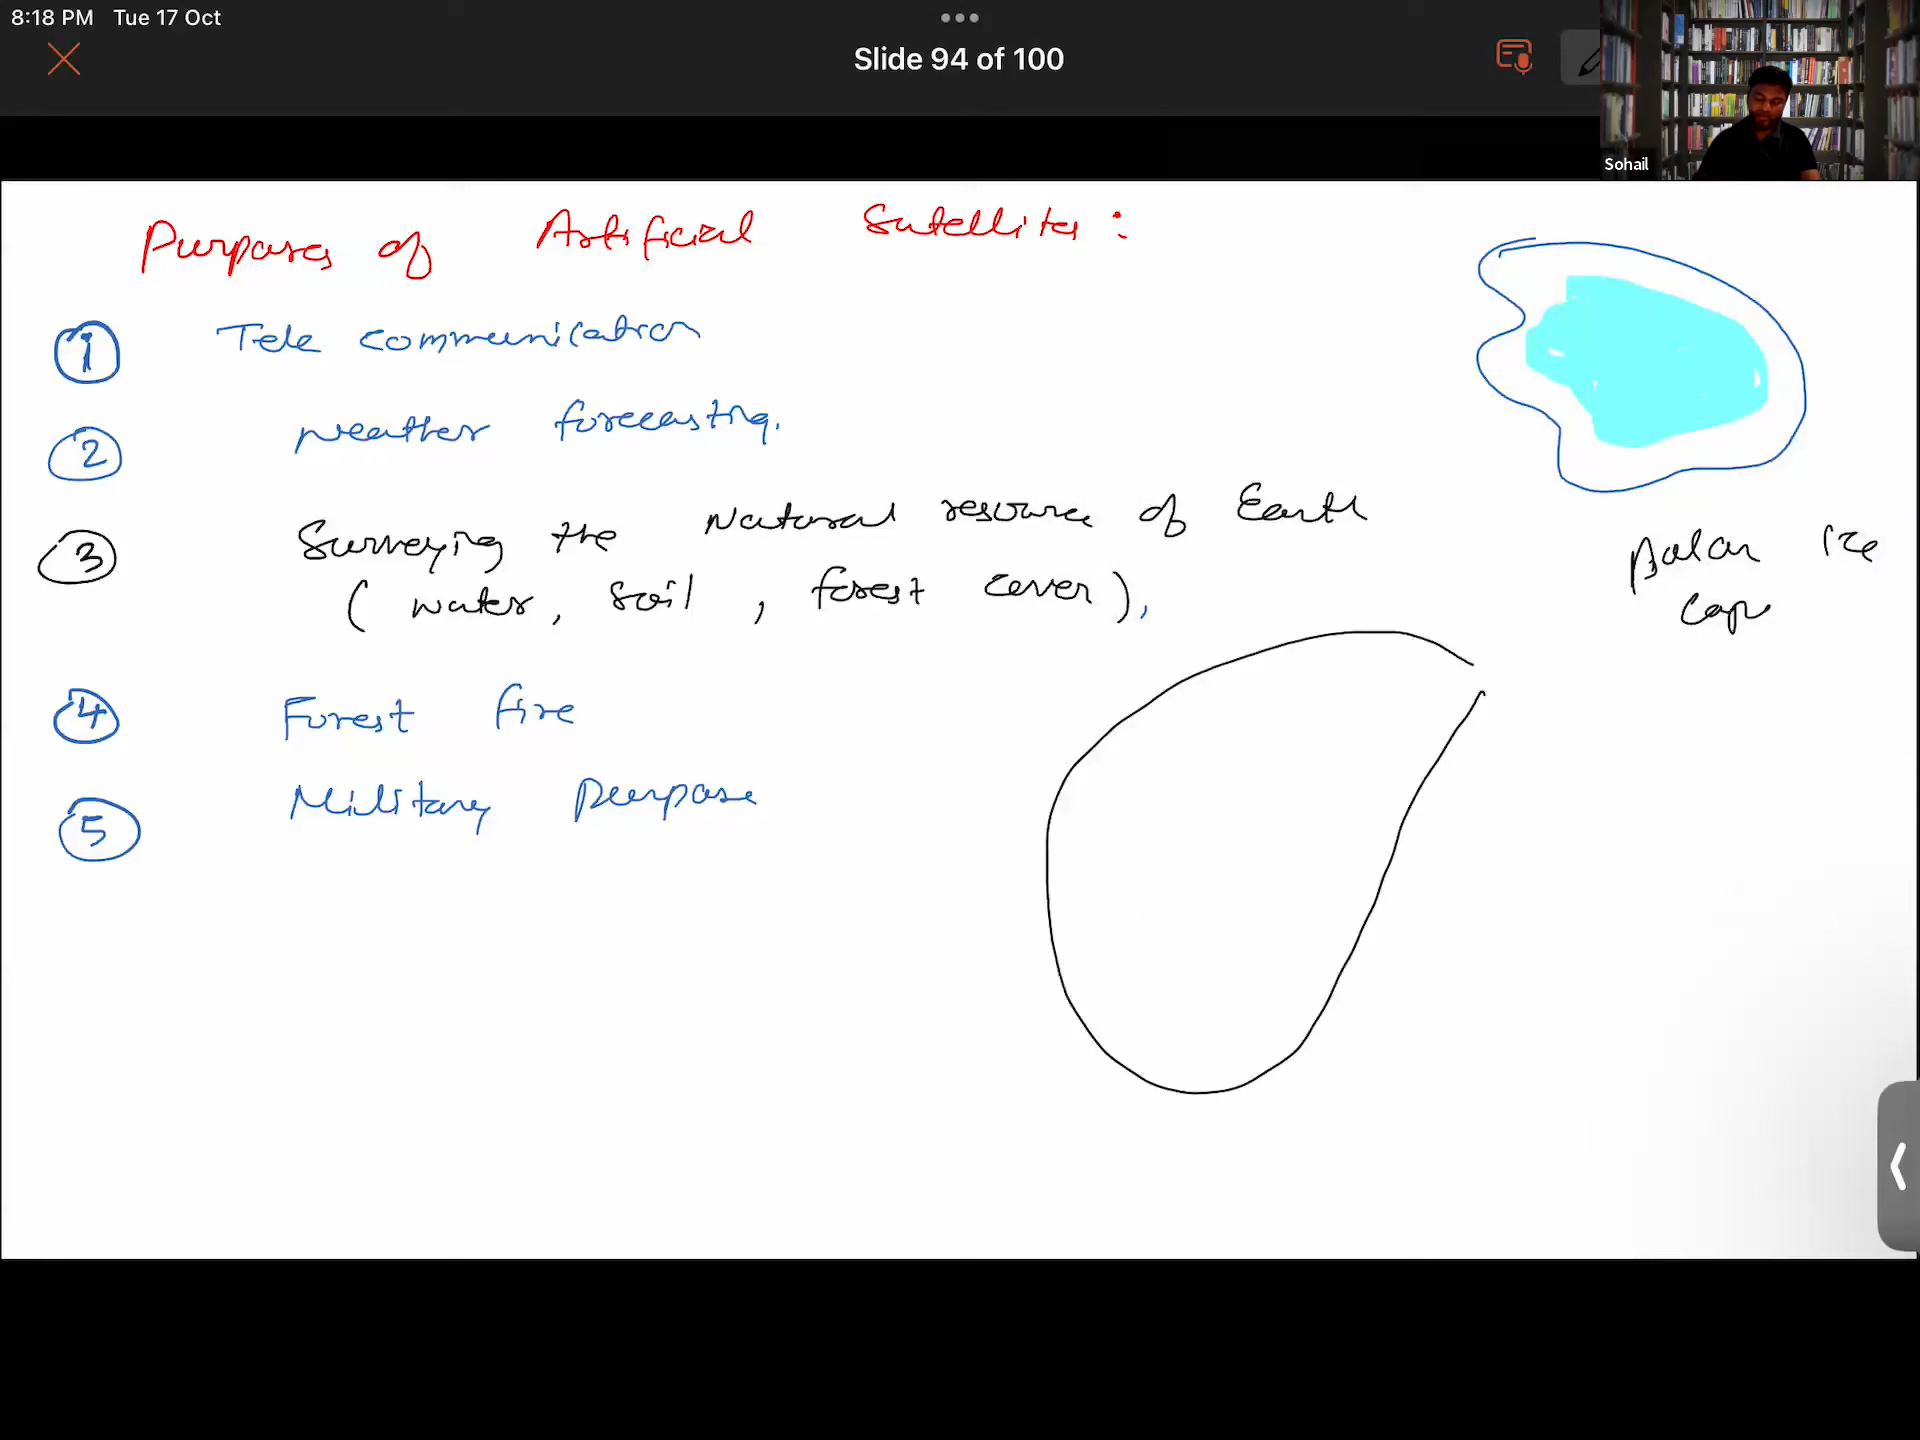 8:18 PM Tue 17 Oct
Slide 94 of 100
Sohail
Purposes of Artificial Satellites :
1 Tele communication
2 Weather forecasting.
3 Surveying the Natural resource of Earth
( water, soil , forest cover ),
Polar Ice
Cap
4 Forest fire
5 Military Purpose